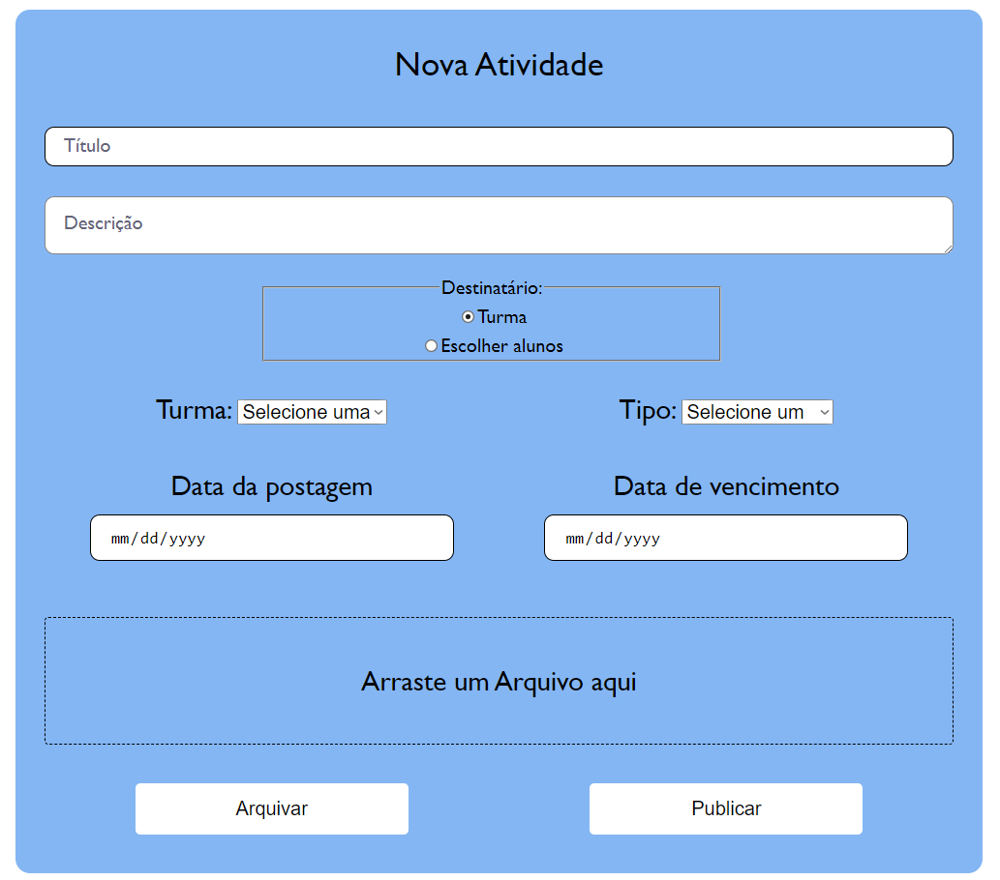 Nova Atividade
Título
Descrição
Destinatário:
Turma
Escolher alunos
Turma: Selecione uma
Tipo: Selecione um
Data da postagem
Data de vencimento
mm/dd/yyyy
mm/dd/yyyy
Arraste um Arquivo aqui
Arquivar
Publicar